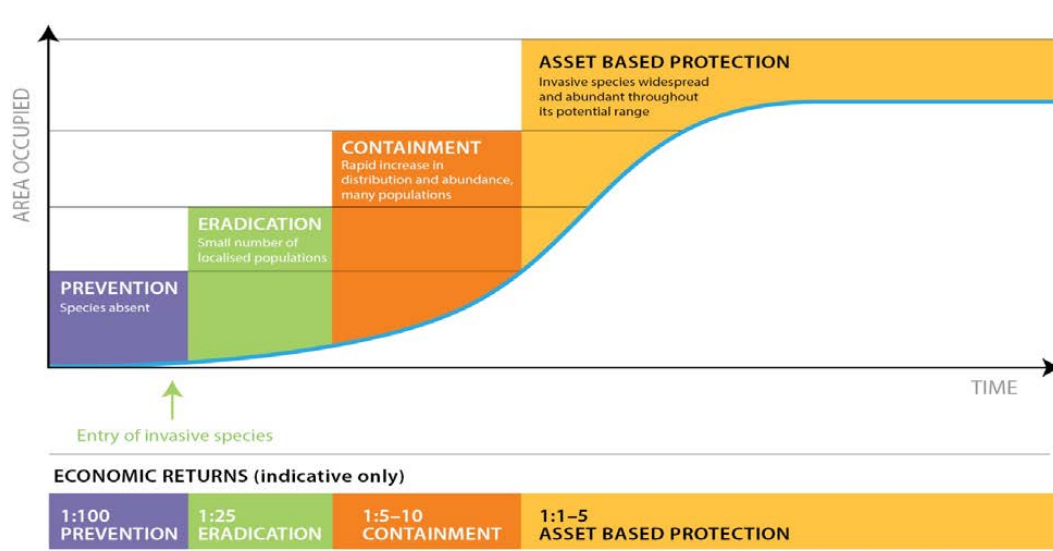 AREA OCCUPIED
ASSET BASED PROTECTION
Invasive species widespread
and abundant throughout
its potential range
CONTAINMENT
Rapid increase in
distribution and abundance,
many populations
ERADICATION
Small number of
localised populations
PREVENTION
Species absent
TIME
Entry of invasive species
ECONOMIC RETURNS (indicative only)
1:100
PREVENTION
1:25
ERADICATION
1:5–10
CONTAINMENT
1:1–5
ASSET BASED PROTECTION